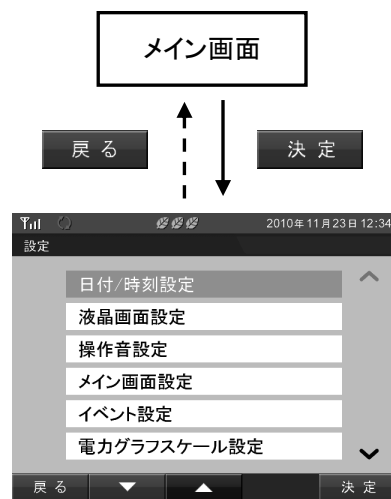 メイン画面
戻る
決定
2010年11月23日12:34
設定
日付/時刻設定
液晶画面設定
操作音設定
メイン画面設定
イベント設定
電力グラフスケール設定
戻る
決定